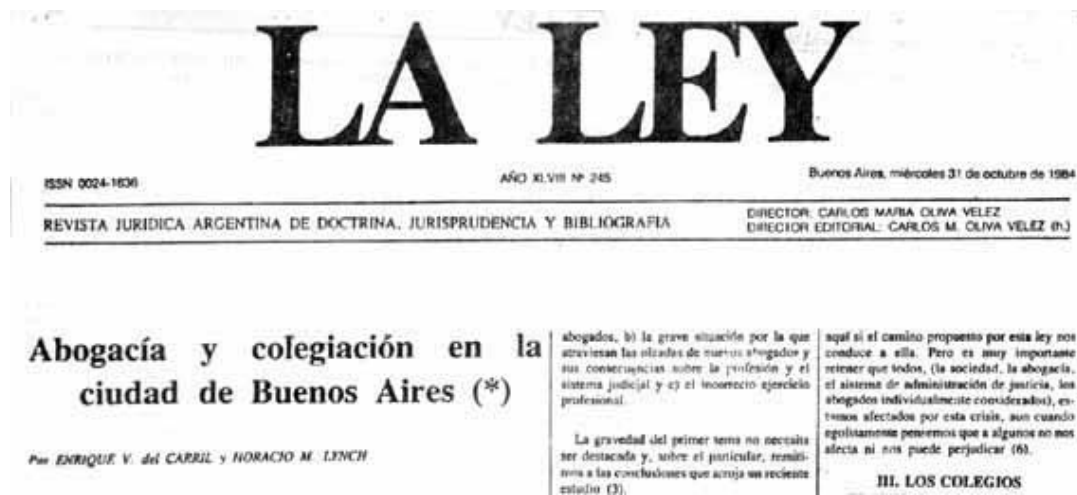 LA LEY
ISSN 0024-1636
AÑO XLVIII Nº 245
Buenos Aires, miércoles 31 de octubre de 1984
REVISTA JURIDICA ARGENTINA DE DOCTRINA, JURISPRUDENCIA Y BIBLIOGRAFIA
DIRECTOR: CARLOS MARIA OLIVA VELEZ
DIRECTOR EDITORIAL: CARLOS M. OLIVA VELEZ (h.)
Abogacía y colegiación en la
ciudad de Buenos Aires (*)
Por ENRIQUE V. del CARRIL y HORACIO M. LYNCH
abogados, b) la grave situación por la que
atraviesan las oleadas de nuevos abogados y
sus consecuencias sobre la profesión y el
sistema judicial y c) el incorrecto ejercicio
profesional.
La gravedad del primer tema no necesita
ser destacada y, sobre el particular, remiti-
mos a las conclusiones que arroja un reciente
estudio (3).
aquí si el camino propuesto por esta ley nos
conduce a ella. Pero es muy importante
retener que todos, (la sociedad, la abogacía,
el sistema de administración de justicia, los
abogados individualmente considerados), es-
tamos afectados por esta crisis, aun cuando
egoístamente pensemos que a algunos no nos
afecta ni nos puede perjudicar (6).
III. LOS COLEGIOS